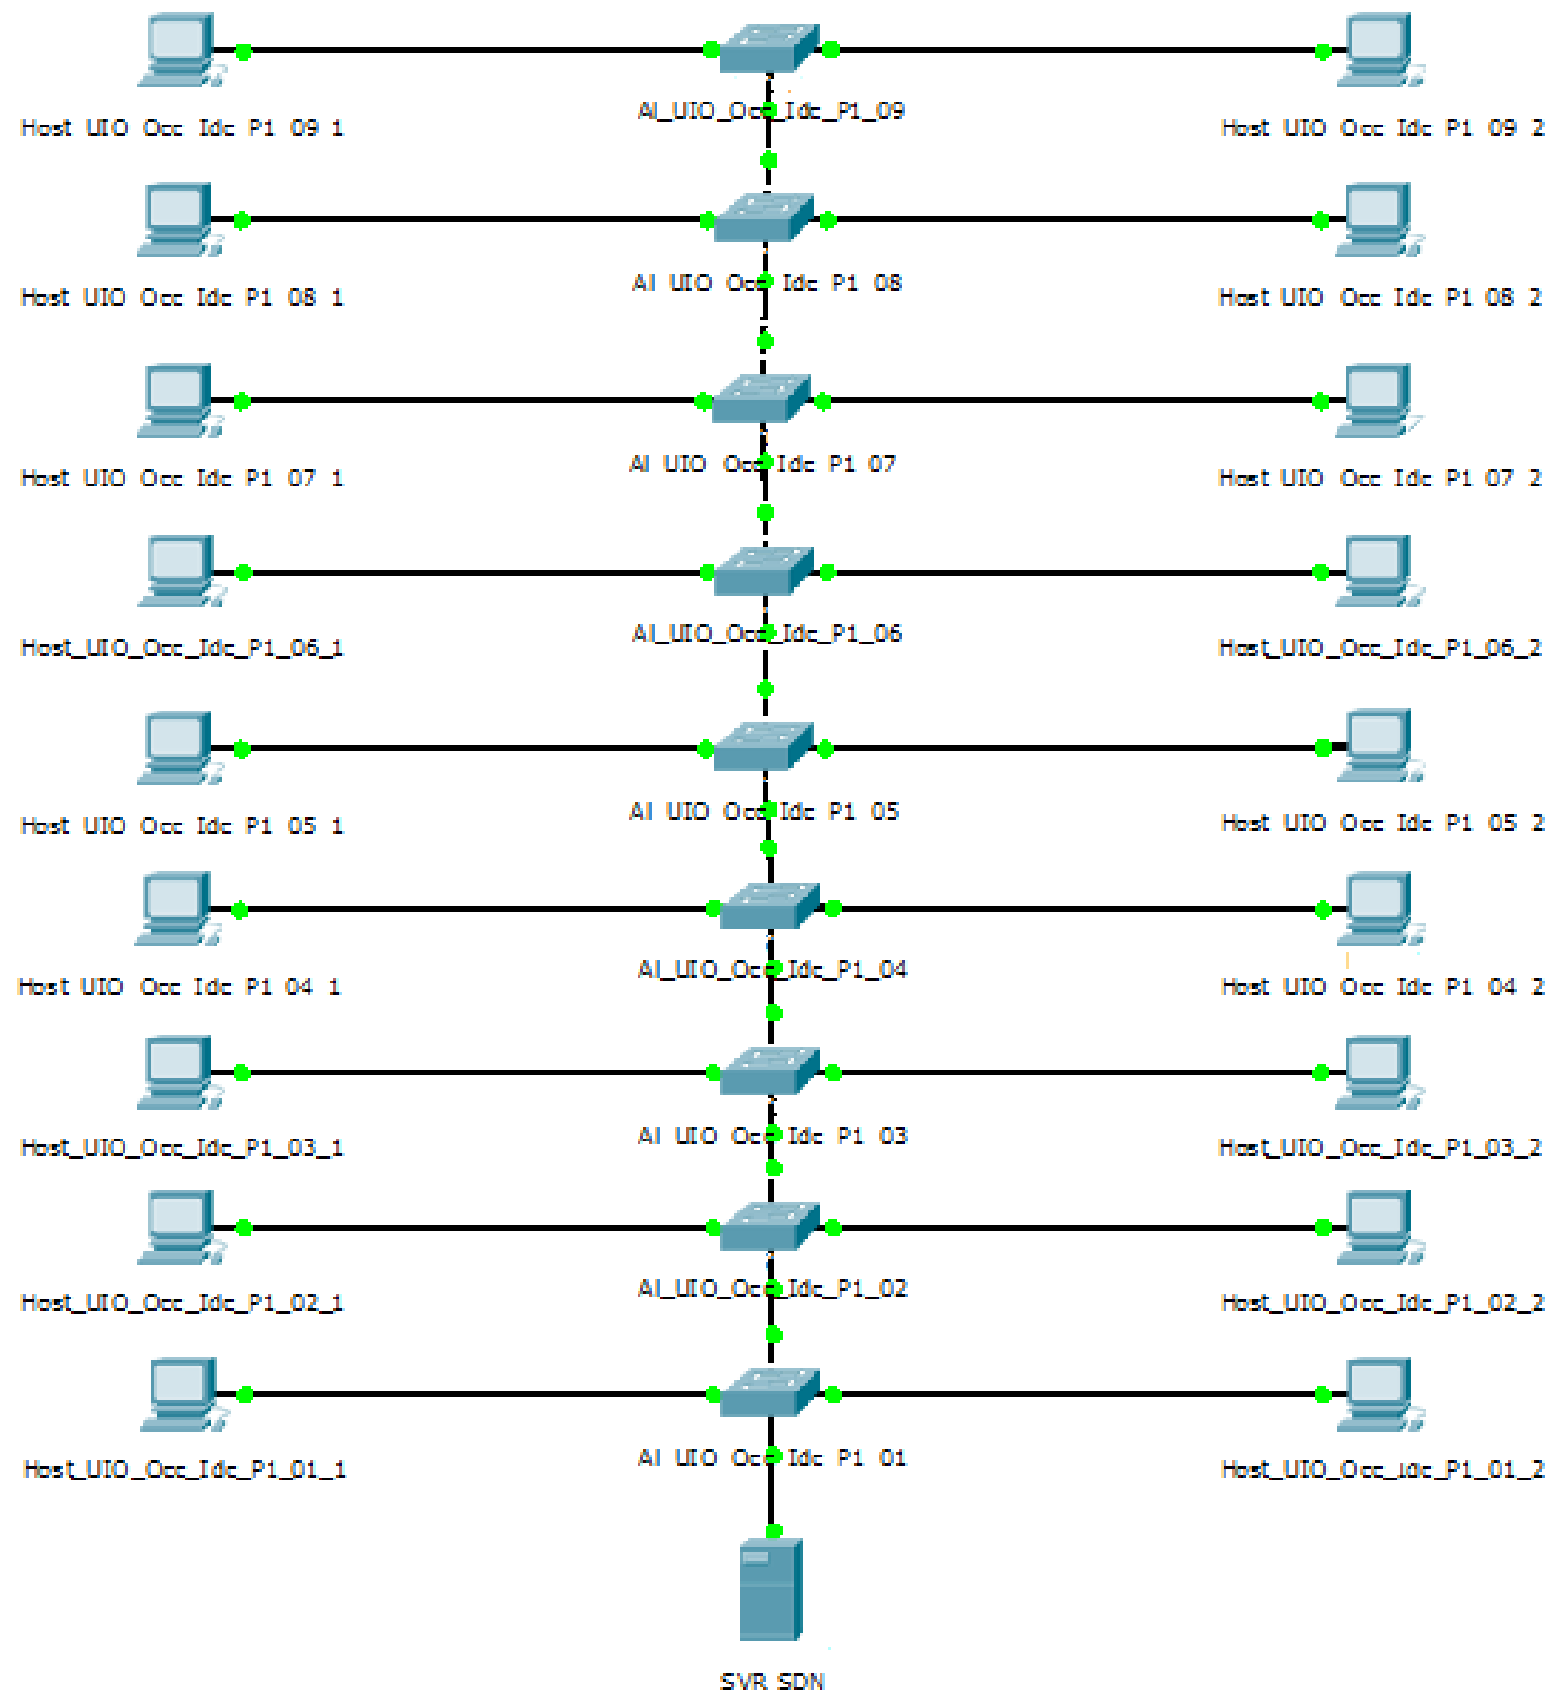 Host UIO Occ Idc P1 09 1
AI_UIO_Occ_Idc_P1_09
Host UIO Occ Idc P1 09 2
Host UIO Occ Idc P1 08 1
AI UIO Occ Idc P1 08
Host UIO Occ Idc P1 08 2
Host UIO Occ Idc P1 07 1
AI UIO Occ Idc P1 07
Host UIO Occ Idc P1 07 2
Host_UIO_Occ_Idc_P1_06_1
AI_UIO_Occ_Idc_P1_06
Host_UIO_Occ_Idc_P1_06_2
Host UIO Occ Idc P1 05 1
AI UIO Occ Idc P1 05
Host UIO Occ Idc P1 05 2
Host UIO Occ Idc P1 04 1
AI_UIO_Occ_Idc_P1_04
Host UIO Occ Idc P1 04 2
Host_UIO_Occ_Idc_P1_03_1
AI UIO Occ Idc P1 03
Host_UIO_Occ_Idc_P1_03_2
Host_UIO_Occ_Idc_P1_02_1
AI_UIO_Occ_Idc_P1_02
Host_UIO_Occ_Idc_P1_02_2
Host_UIO_Occ_Idc_P1_01_1
AI UIO Occ Idc P1 01
Host_UIO_Occ_Idc_P1_01_2
SVR SDN